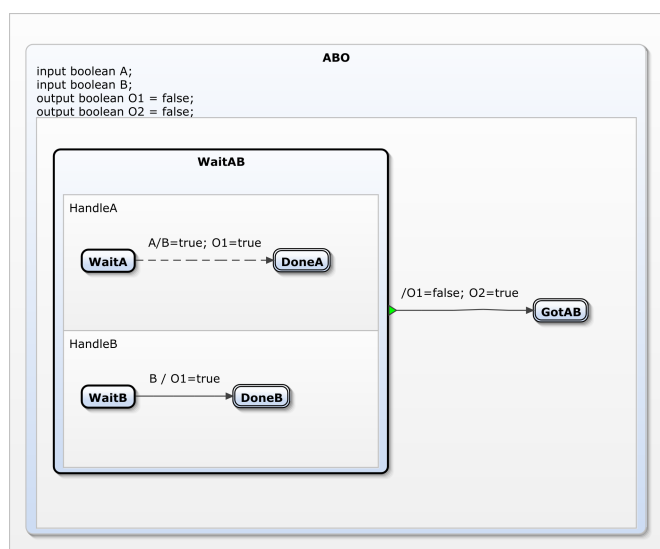 ABO
input boolean A;
input boolean B;
output boolean O1 = false;
output boolean O2 = false;
WaitAB
HandleA
A/B=true; O1=true
WaitA
DoneA
/O1=false; O2=true
GotAB
HandleB
B / O1=true
WaitB
DoneB